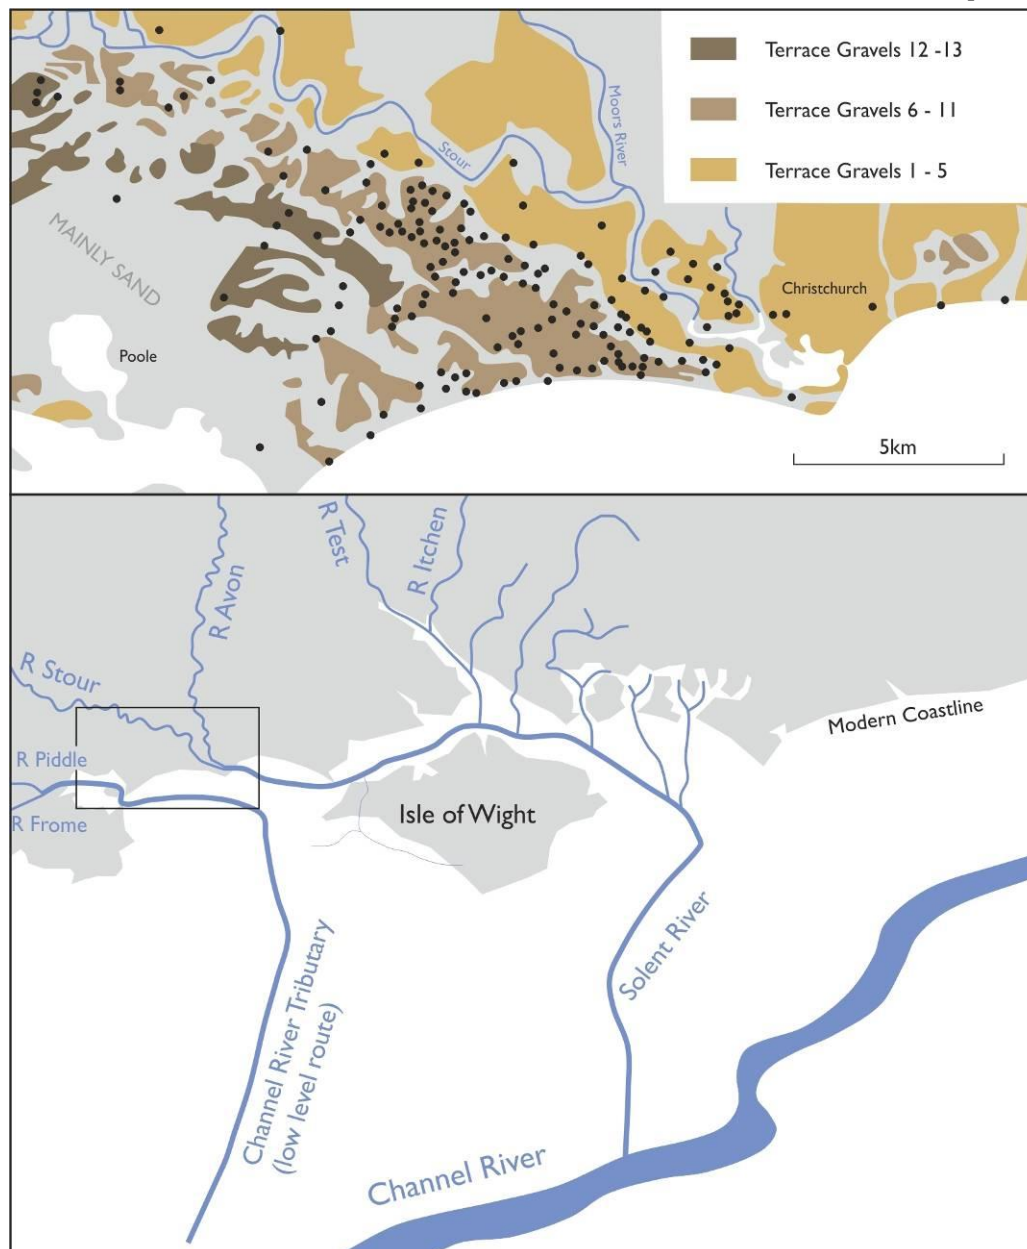 Terrace Gravels 12 -13
Terrace Gravels 6 - 11
Terrace Gravels 1 - 5
Moors River
Stour
MAINLY SAND
Christchurch
Poole
5km
R Test
R Itchen
R Avon
R Stour
Modern Coastline
R Piddle
R Frome
Isle of Wight
Solent River
Channel River Tributary
(low level route)
Channel River